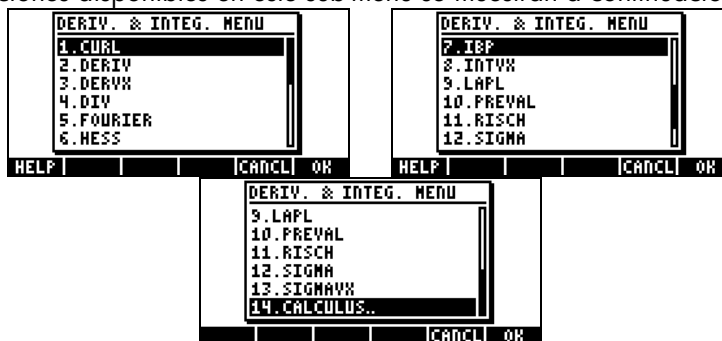 ciones disponibles en este sub menú se mostrarán a continuación
DERIV. & INTEG. MENU
1.CURL
2.DERIV
3.DERVX
4.DIV
5.FOURIER
6.HESS
HELP CANCL OK
DERIV. & INTEG. MENU
7.IBP
8.INTVX
9.LAPL
10.PREVAL
11.RISCH
12.SIGMA
HELP CANCL OK
DERIV. & INTEG. MENU
9.LAPL
10.PREVAL
11.RISCH
12.SIGMA
13.SIGMAVX
14.CALCULUS..
CANCL OK